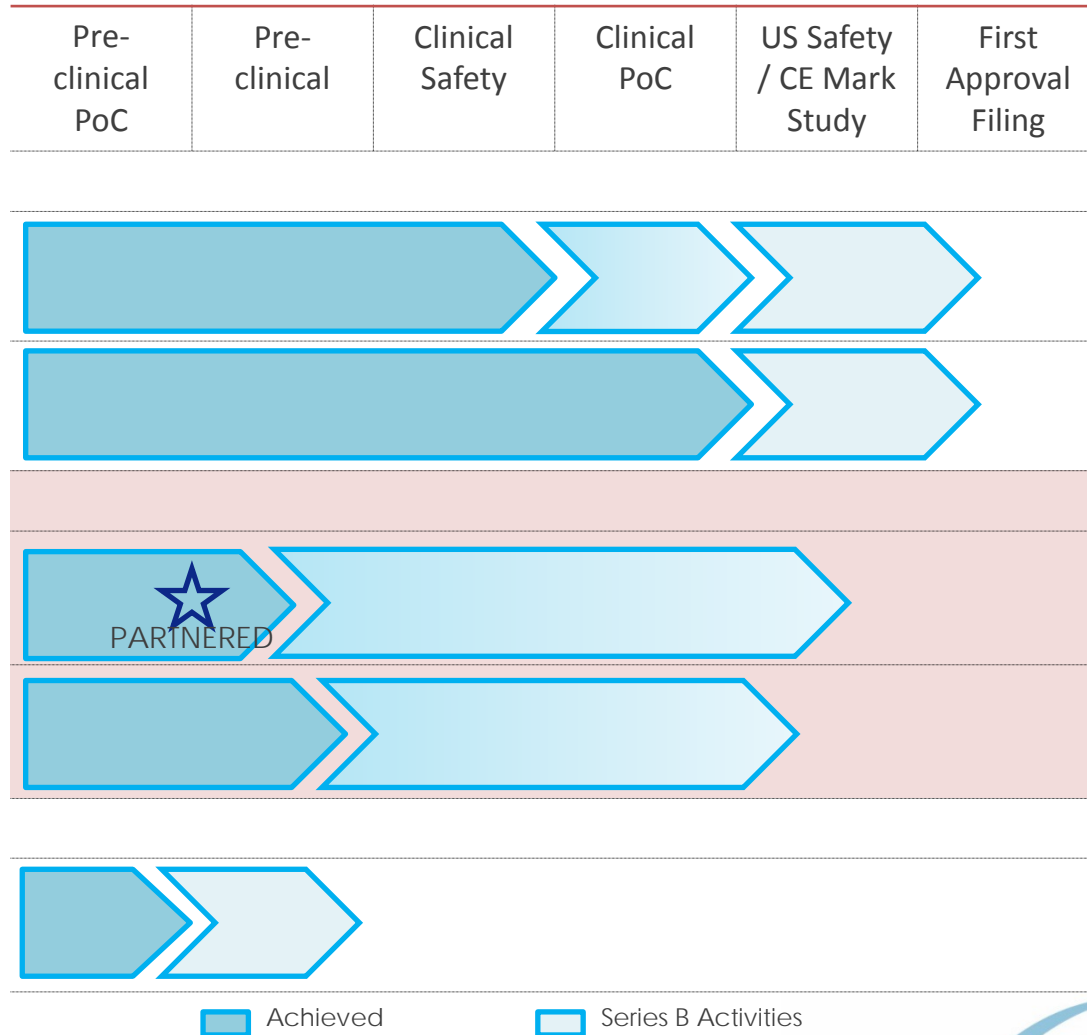 Pre-
clinical
PoC
Pre-
clinical
Clinical
Safety
Clinical
PoC
US Safety
/ CE Mark
Study
First
Approval
Filing
PARTNERED
Achieved
Series B Activities